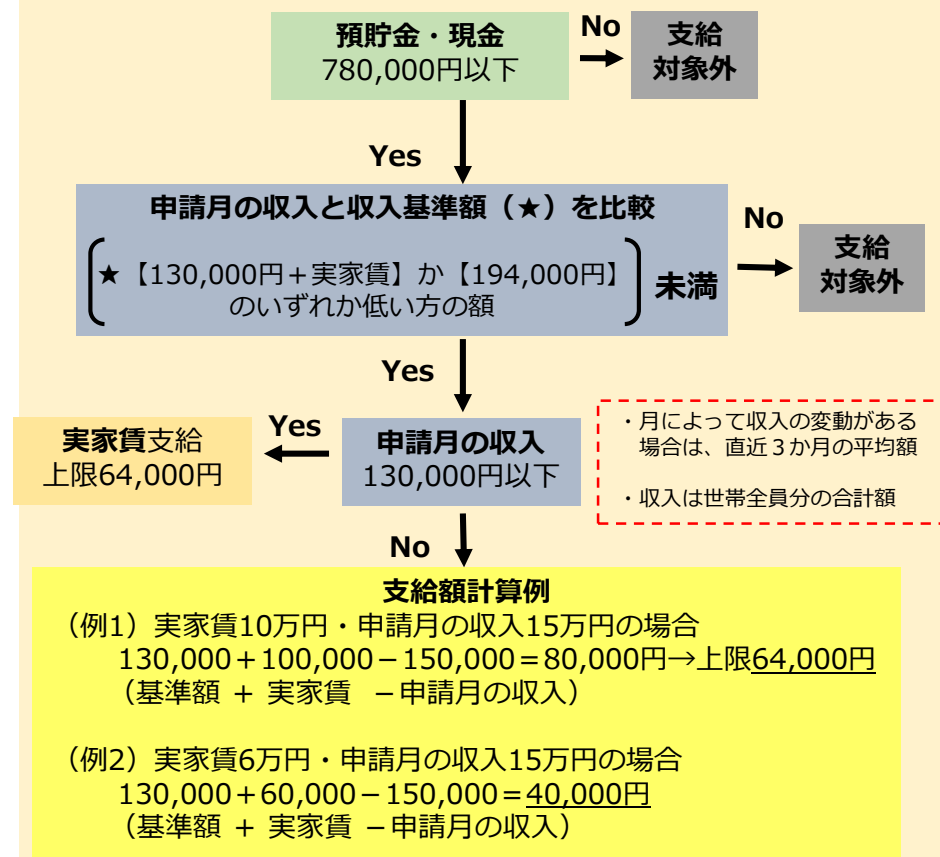 預貯金・現金
780,000円以下
No
支給
対象外
Yes
申請月の収入と収入基準額（★）を比較
★【130,000円＋実家賃】か【194,000円】
のいずれか低い方の額
未満
No
支給
対象外
Yes
申請月の収入
130,000円以下
Yes
実家賃支給
上限64,000円
・月によって収入の変動がある
場合は、直近３か月の平均額
・収入は世帯全員分の合計額
No
支給額計算例
（例1）実家賃10万円・申請月の収入15万円の場合
130,000＋100,000－150,000＝80,000円→上限64,000円
（基準額 ＋ 実家賃 －申請月の収入）
（例2）実家賃6万円・申請月の収入15万円の場合
130,000＋60,000－150,000＝40,000円
（基準額 ＋ 実家賃 －申請月の収入）